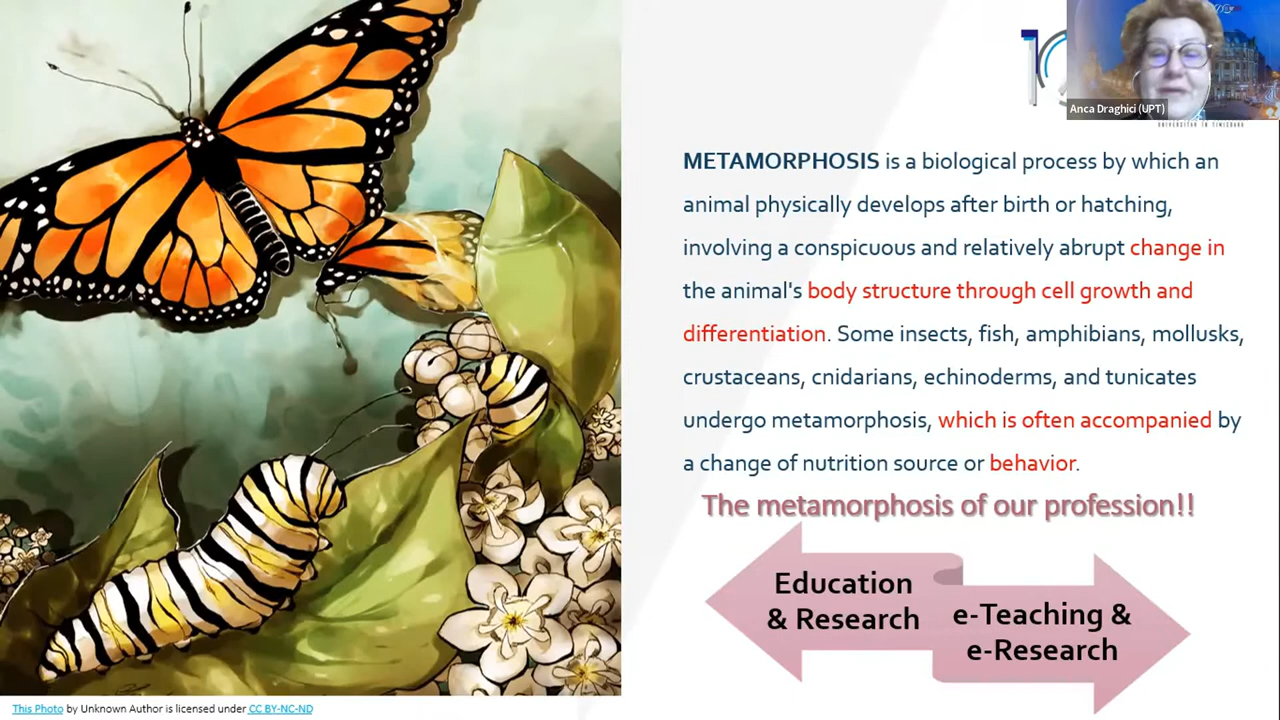 Anca Draghici (UPT)
METAMORPHOSIS is a biological process by which an
animal physically develops after birth or hatching,
involving a conspicuous and relatively abrupt change in
the animal's body structure through cell growth and
differentiation. Some insects, fish, amphibians, mollusks,
crustaceans, cnidarians, echinoderms, and tunicates
undergo metamorphosis, which is often accompanied by
a change of nutrition source or behavior.
The metamorphosis of our profession!!
Education
& Research
e-Teaching &
e-Research
This Photo by Unknown Author is licensed under CC BY-NC-ND